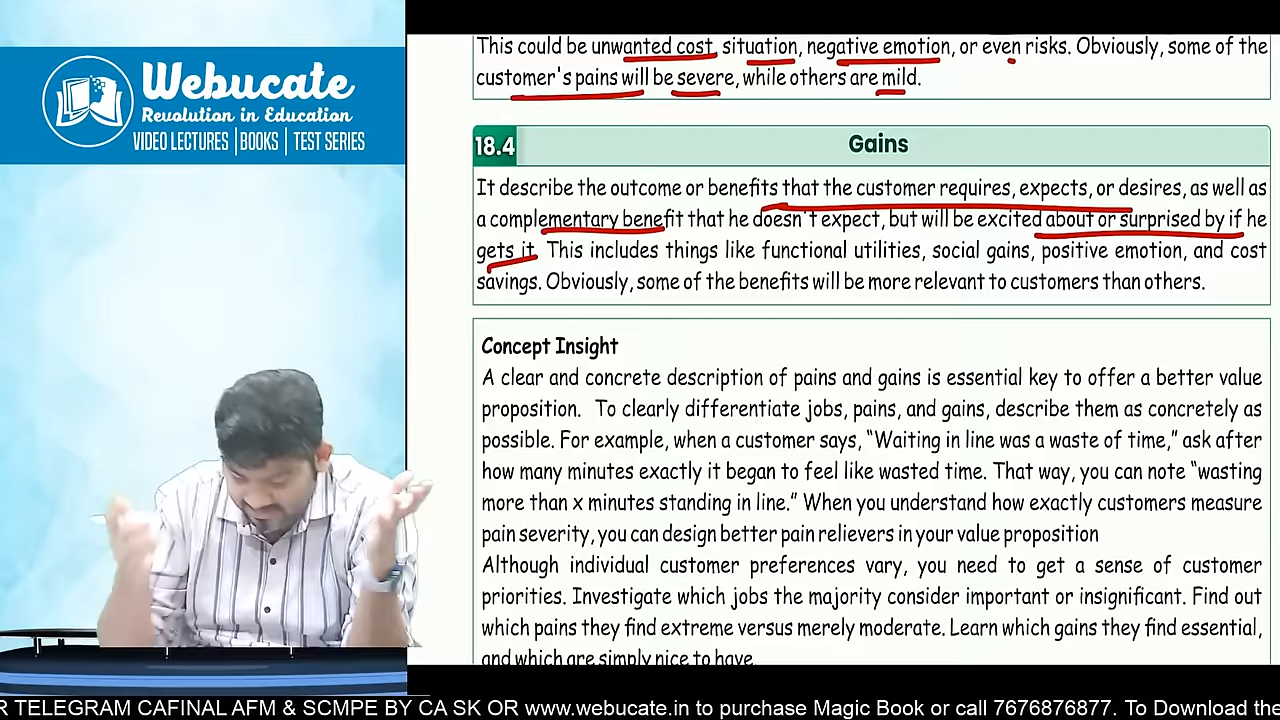 Webucate
Revolution in Education
VIDEO LECTURES | BOOKS | TEST SERIES
This could be unwanted cost, situation, negative emotion, or even risks. Obviously, some of the
customer's pains will be severe, while others are mild.
18.4 Gains
It describe the outcome or benefits that the customer requires, expects, or desires, as well as
a complementary benefit that he doesn't expect, but will be excited about or surprised by if he
gets it. This includes things like functional utilities, social gains, positive emotion, and cost
savings. Obviously, some of the benefits will be more relevant to customers than others.
Concept Insight
A clear and concrete description of pains and gains is essential key to offer a better value
proposition. To clearly differentiate jobs, pains, and gains, describe them as concretely as
possible. For example, when a customer says, “Waiting in line was a waste of time,” ask after
how many minutes exactly it began to feel like wasted time. That way, you can note “wasting
more than x minutes standing in line.” When you understand how exactly customers measure
pain severity, you can design better pain relievers in your value proposition
Although individual customer preferences vary, you need to get a sense of customer
priorities. Investigate which jobs the majority consider important or insignificant. Find out
which pains they find extreme versus merely moderate. Learn which gains they find essential,
and which are simply nice to have.
R TELEGRAM CAFINAL AFM & SCMPE BY CA SK OR www.webucate.in to purchase Magic Book or call 7676876877. To Download the